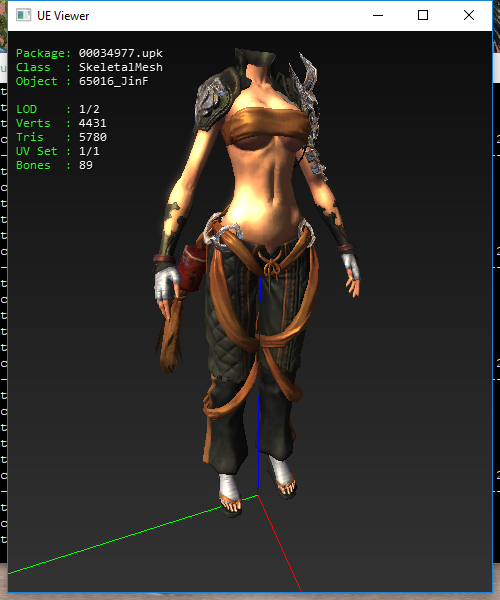 UE Viewer
Package: 00034977.upk
Class  : SkeletalMesh
Object : 65016_JinF
LOD    : 1/2
Verts  : 4431
Tris   : 5780
UV Set : 1/1
Bones  : 89